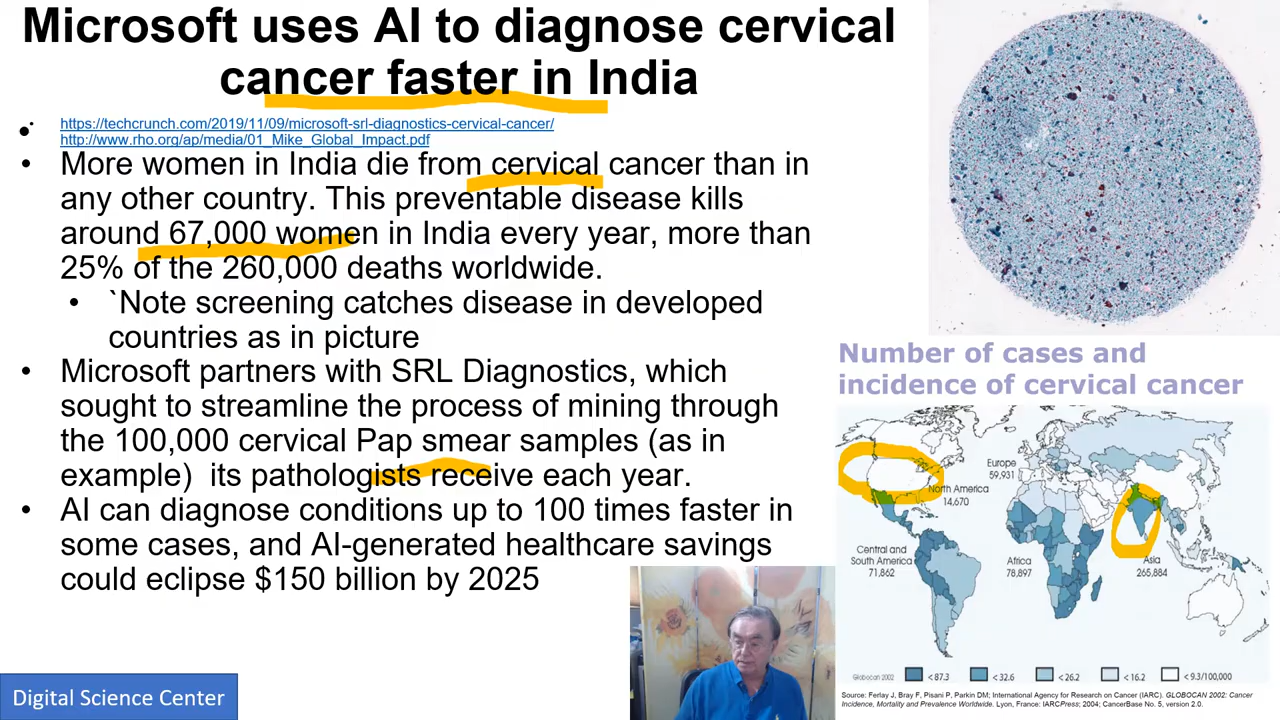 Microsoft uses AI to diagnose cervical
cancer faster in India
• https://techcrunch.com/2019/11/09/microsoft-srl-diagnostics-cervical-cancer/
• http://www.rho.org/ap/media/01_Mike_Global_Impact.pdf
• More women in India die from cervical cancer than in
any other country. This preventable disease kills
around 67,000 women in India every year, more than
25% of the 260,000 deaths worldwide.
• `Note screening catches disease in developed
countries as in picture
• Microsoft partners with SRL Diagnostics, which
sought to streamline the process of mining through
the 100,000 cervical Pap smear samples (as in
example)  its pathologists receive each year.
• AI can diagnose conditions up to 100 times faster in
some cases, and AI-generated healthcare savings
could eclipse $150 billion by 2025
Number of cases and
incidence of cervical cancer
Europe
59,931
North America
14,670
Central and
South America
71,862
Africa
78,897
Asia
265,884
Globocan 2002
< 87.3
< 32.6
< 26.2
< 16.2
< 9.3/100,000
Source: Ferlay J, Bray F, Pisani P, Parkin DM; International Agency for Research on Cancer (IARC). GLOBOCAN 2002: Cancer
Incidence, Mortality and Prevalence Worldwide. Lyon, France: IARCPress; 2004; CancerBase No. 5, version 2.0.
Digital Science Center